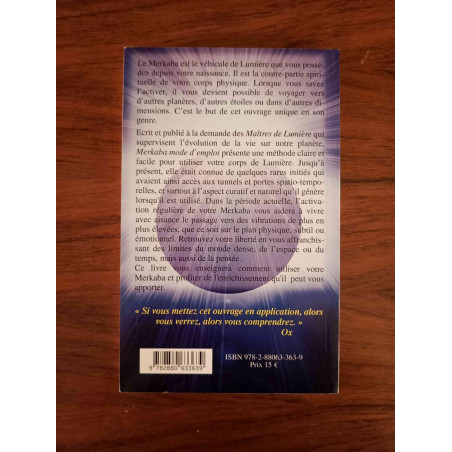 Le Merkaba est le véhicule de Lumière que vous possé-
dez depuis votre naissance. Il est la contre-partie spiri-
tuelle de votre corps physique. Lorsque vous savez
l'activer, il vous devient possible de voyager vers
d'autres planètes, d'autres étoiles ou dans d'autres di-
mensions. C'est le but de cet ouvrage unique en son
genre.
Ecrit et publié à la demande des Maîtres de Lumière qui
supervisent l'évolution de la vie sur notre planète,
Merkaba mode d'emploi présente une méthode claire et
facile pour utiliser votre corps de Lumière. Jusqu'à
présent, elle était connue de quelques rares initiés qui
avaient ainsi accès aux tunnels et portes spatio-tempo-
relles, et surtout à l'aspect curatif et naturel qu'il génère
lorsqu'il est utilisé. Dans la période actuelle, l'activa-
tion régulière de votre Merkaba vous aidera à vivre
avec aisance le passage vers des vibrations de plus en
plus élevées, que ce soit sur le plan physique, subtil ou
émotionnel. Retrouvez votre liberté en vous affranchis-
sant des limites du monde dense, de l'espace ou du
temps, mais aussi de la pensée.
Ce livre vous enseignera comment utiliser votre
Merkaba et profiter de l'enrichissement qu'il peut vous
apporter.
« Si vous mettez cet ouvrage en application, alors
vous verrez, alors vous comprendrez. »
Ox
ISBN 978-2-88063-363-9
Prix 15 €
9 782880 633639